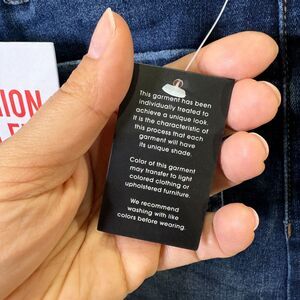 SION
EF
This garment has been
individually treated to
achieve a unique look.
It is the characteristic of
this process that each
garment will have
its unique shade.
Color of this garment
may transfer to light
colored clothing or
upholstered furniture.
We recommend
washing with like
colors before wearing.